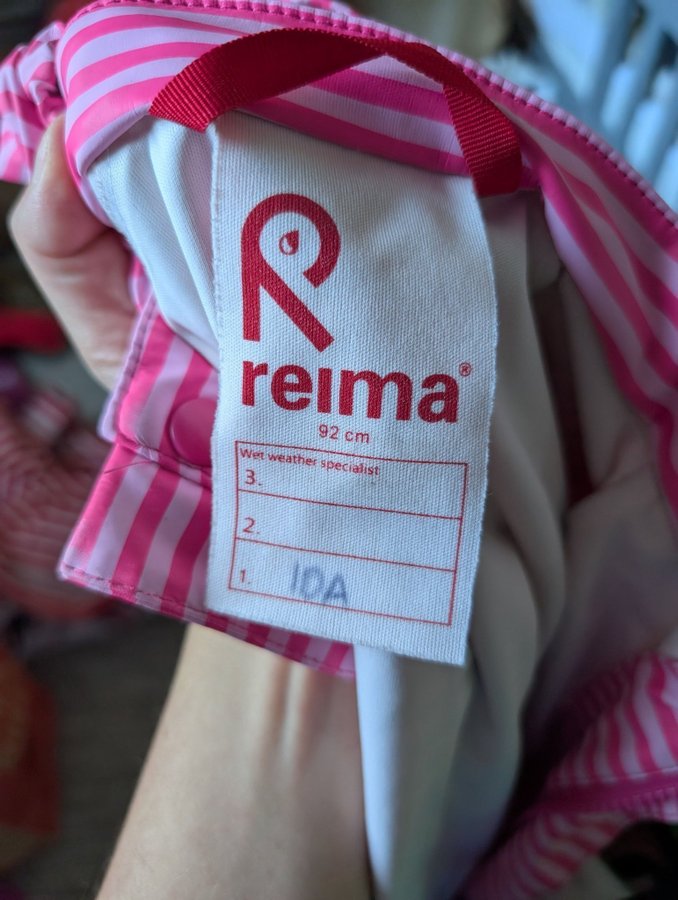 reima®
92 cm
Wet weather specialist
3.
2.
1. IDA